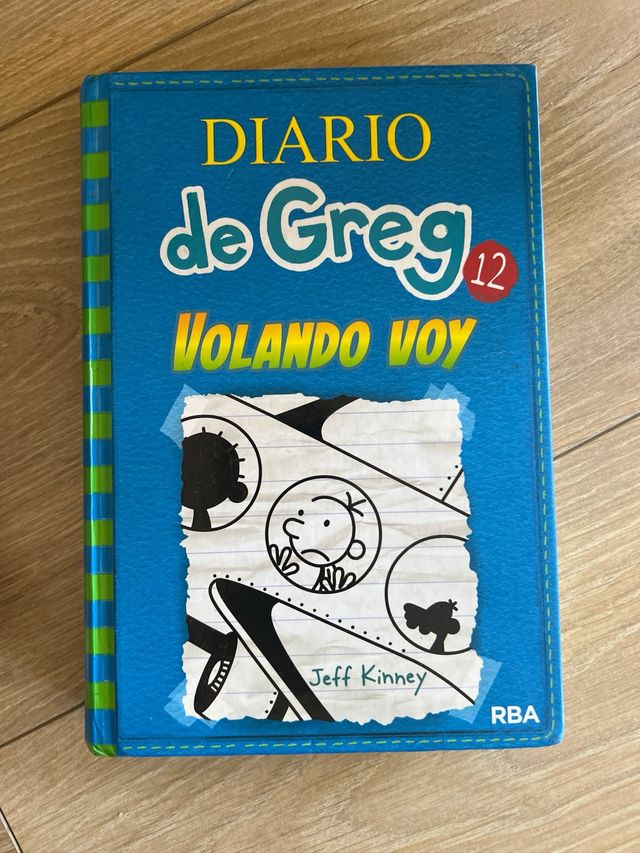 DIARIO
de Greg
12
VOLANDO VOY
Jeff Kinney
RBA